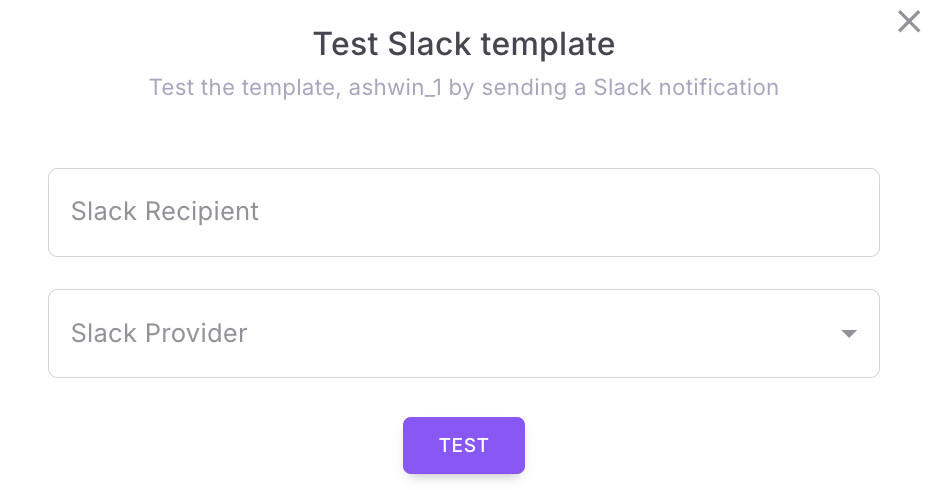 Test Slack template
Test the template, ashwin_1 by sending a Slack notification
Slack Recipient
Slack Provider
TEST